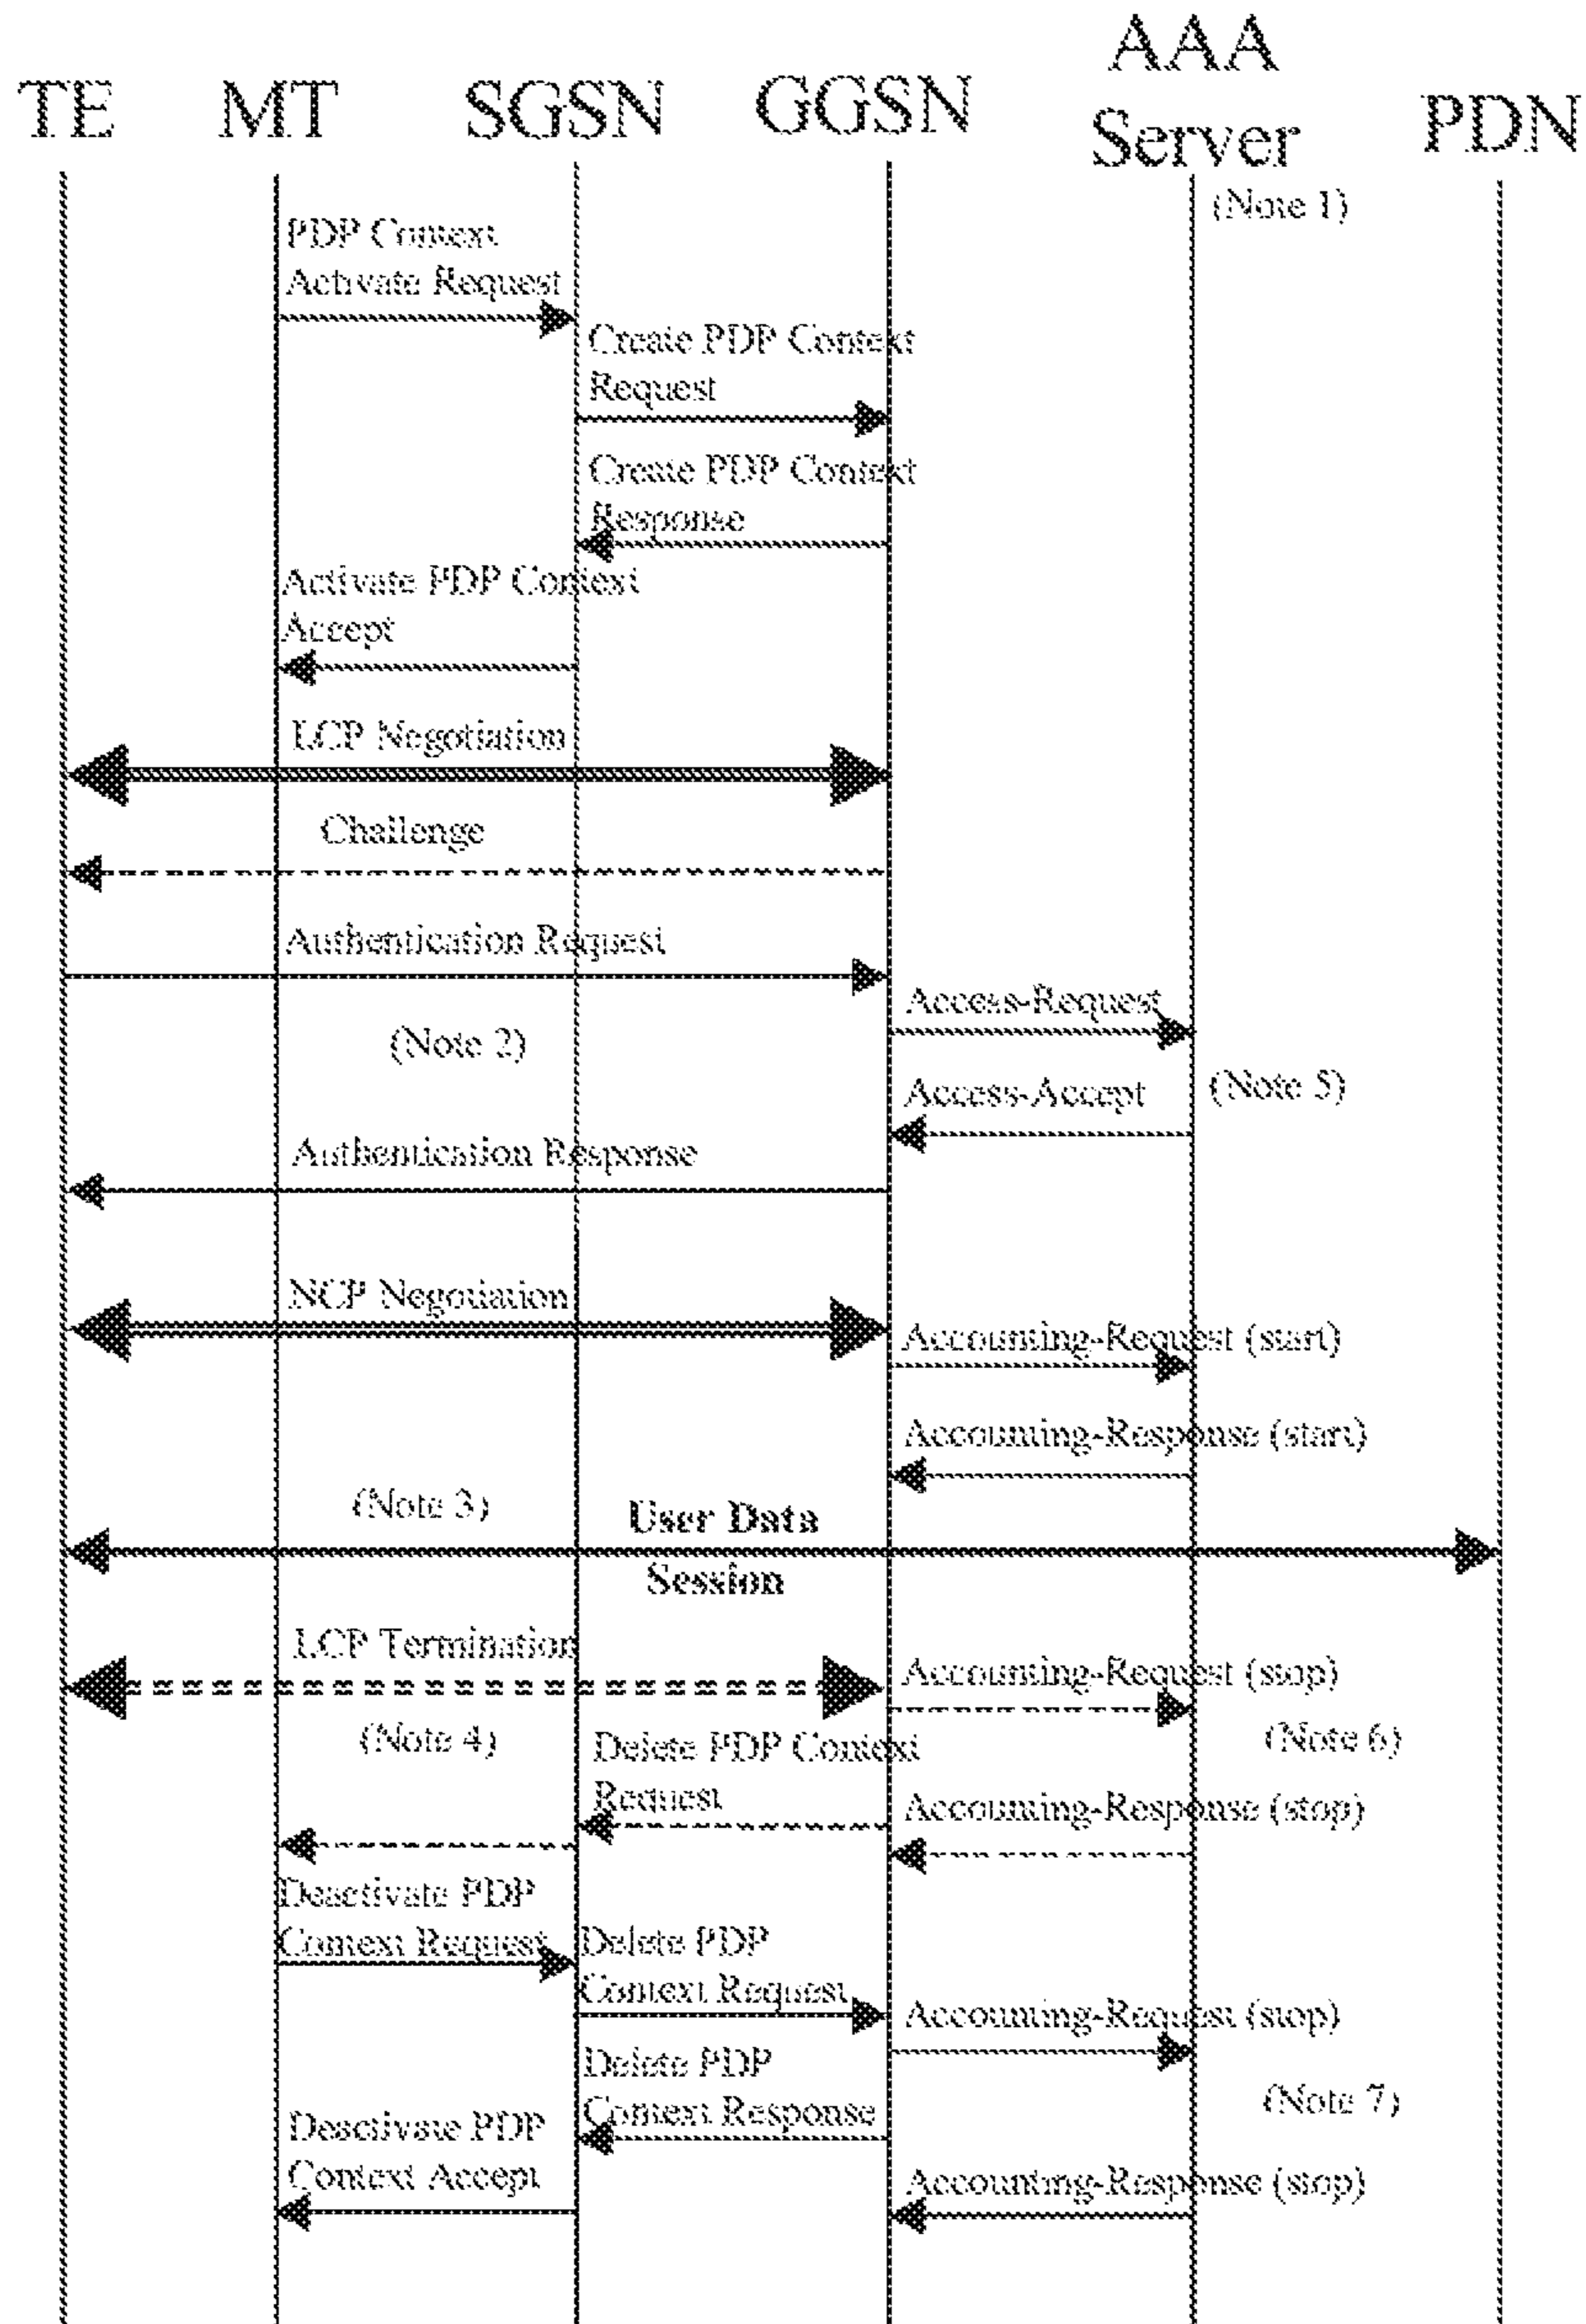 AAA
TE MT SGSN GGSN Server PDN
(Note 1)
PDP Context
Activate Request
Create PDP Context
Request
Create PDP Context
Response
Activate PDP Context
Accept
LCP Negotiation
Challenge
Authentication Request
Access-Request
(Note 2)
Access-Accept (Note 5)
Authentication Response
NCP Negotiation
Accounting-Request (start)
Accounting-Response (start)
(Note 3)
User Data
Session
LCP Termination
Accounting-Request (stop)
(Note 4)
(Note 6)
Delete PDP Context
Request
Accounting-Response (stop)
Deactivate PDP
Context Request
Delete PDP
Context Request
Accounting-Request (stop)
Delete PDP
Context Response
(Note 7)
Deactivate PDP
Context Accept
Accounting-Response (stop)